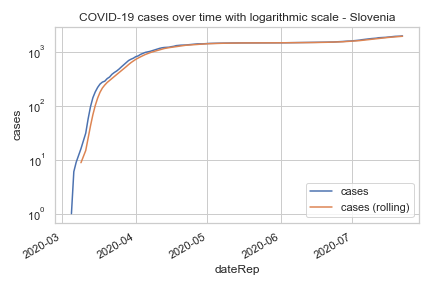 COVID-19 cases over time with logarithmic scale - Slovenia
cases
10³
10²
10¹
10⁰
cases
cases (rolling)
2020-03
2020-04
2020-05
2020-06
2020-07
dateRep